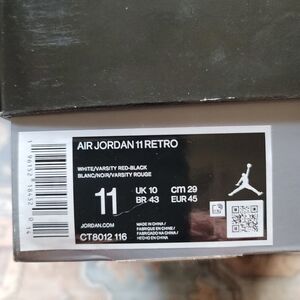 AIR JORDAN 11 RETRO
WHITE/VARSITY RED-BLACK
BLANC/NOIR/VARSITY ROUGE
11
UK 10 cm 29
BR 43 EUR 45
JORDAN.COM
CT8012 116
MADE IN CHINA /
FABRIQUE EN CHINE /
FABRICADO NA CHINA /
HECHO EN CHINA